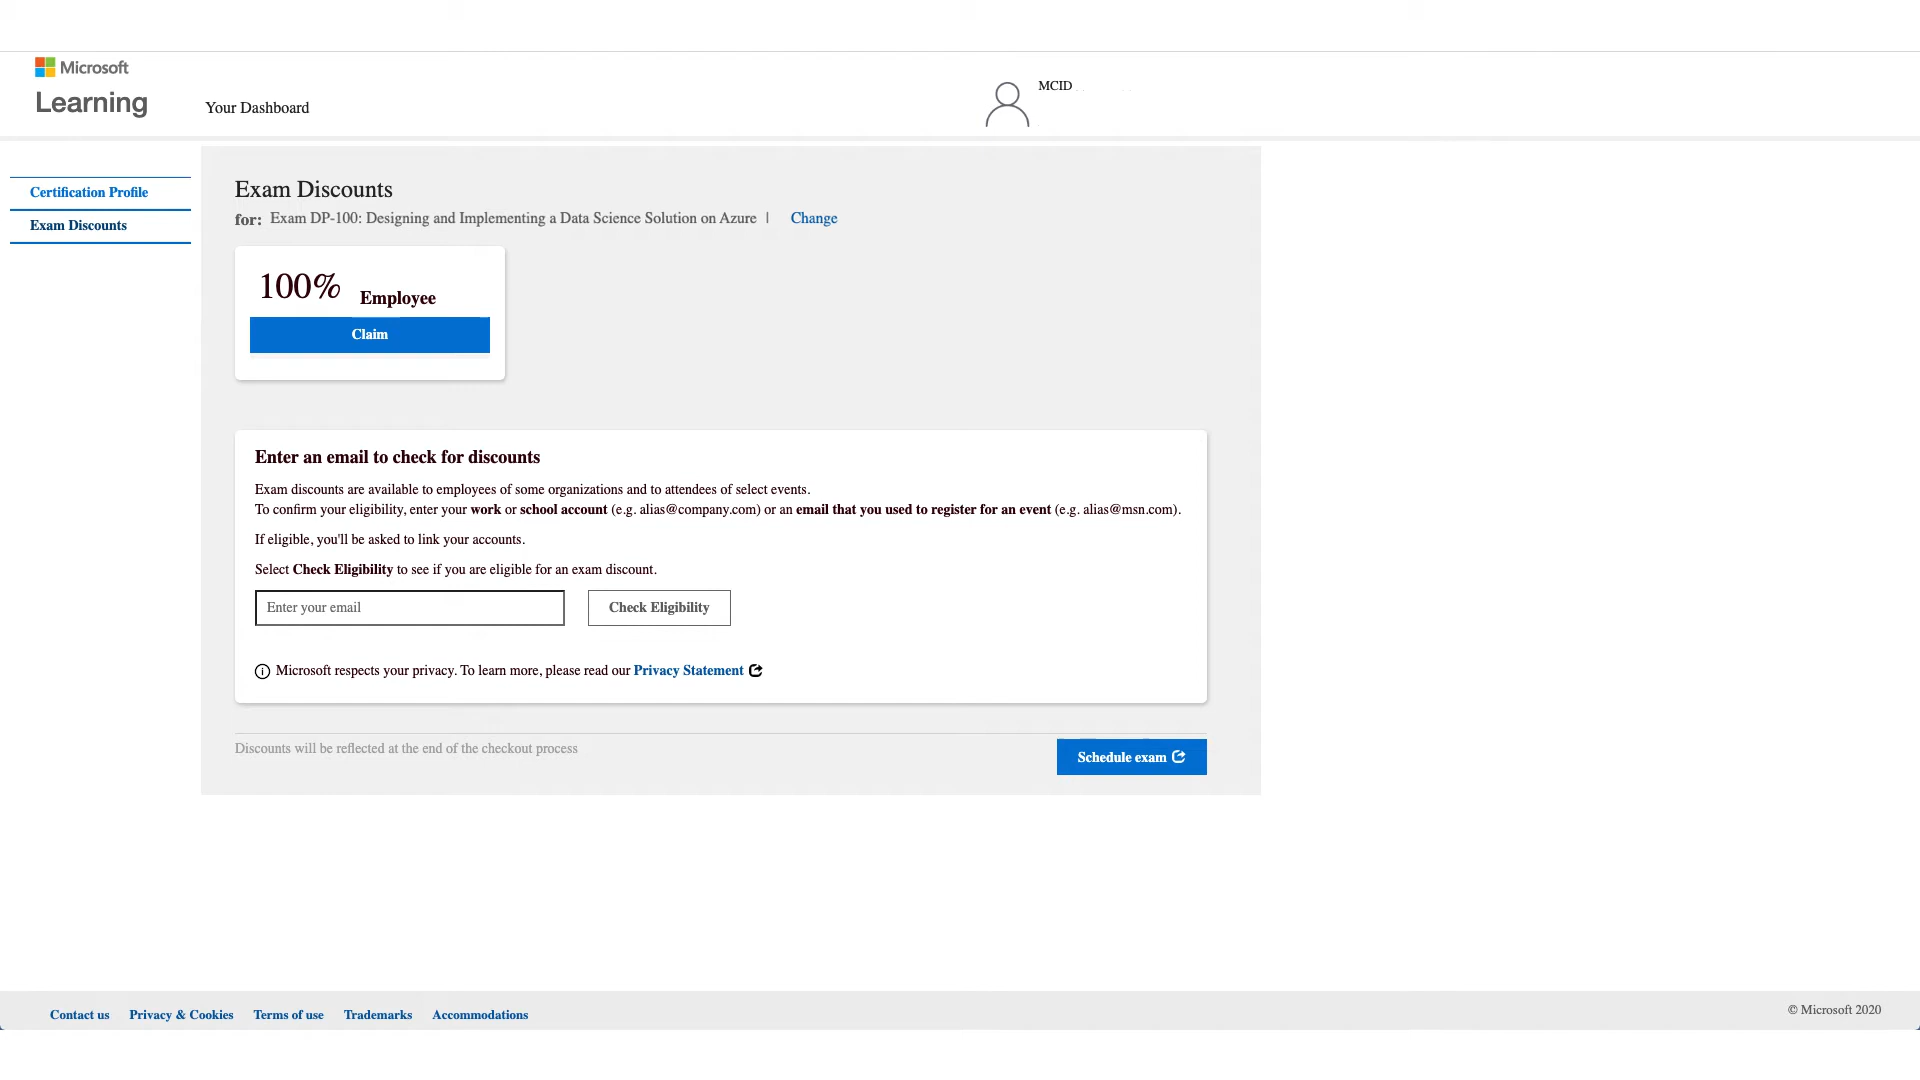 Microsoft
Learning
Your Dashboard
MCID
Certification Profile
Exam Discounts
Exam Discounts
for: Exam DP-100: Designing and Implementing a Data Science Solution on Azure | Change
100% Employee
Claim
Enter an email to check for discounts
Exam discounts are available to employees of some organizations and to attendees of select events.
To confirm your eligibility, enter your work or school account (e.g. alias@company.com) or an email that you used to register for an event (e.g. alias@msn.com).
If eligible, you'll be asked to link your accounts.
Select Check Eligibility to see if you are eligible for an exam discount.
Enter your email
Check Eligibility
Microsoft respects your privacy. To learn more, please read our Privacy Statement
Discounts will be reflected at the end of the checkout process
Schedule exam
Contact us Privacy & Cookies Terms of use Trademarks Accommodations
© Microsoft 2020